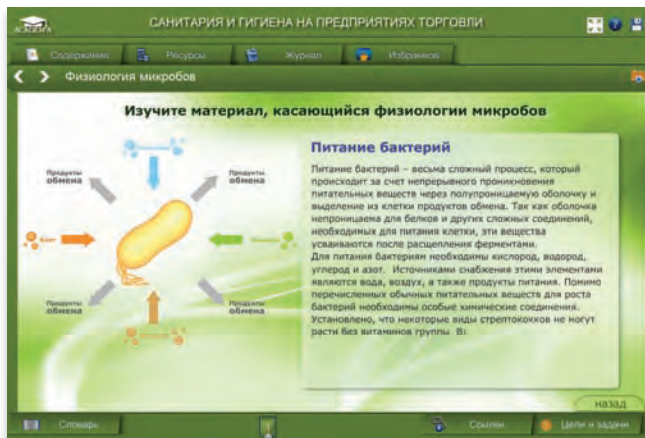 ACADEMIA
САНИТАРИЯ И ГИГИЕНА НА ПРЕДПРИЯТИЯХ ТОРГОВЛИ
Содержание
Ресурсы
Журнал
Избранное
Физиология микробов
Изучите материал, касающийся физиологии микробов
Продукты
обмена
Продукты
обмена
Продукты
обмена
Продукты
обмена
Питание бактерий
Питание бактерий – весьма сложный процесс, который
происходит за счет непрерывного проникновения
питательных веществ через полупроницаемую оболочку и
выделение из клетки продуктов обмена. Так как оболочка
непроницаема для белков и других сложных соединений,
необходимых для питания клетки, эти вещества
усваиваются после расщепления ферментами.
Для питания бактериям необходимы кислород, водород,
углерод и азот. Источниками снабжения этими элементами
являются вода, воздух, а также продукты питания. Помимо
перечисленных обычных питательных веществ для роста
бактерий необходимы особые химические соединения.
Установлено, что некоторые виды стрептококков не могут
расти без витаминов группы В:
назад
Словарь
Ссылки
Цели и задачи